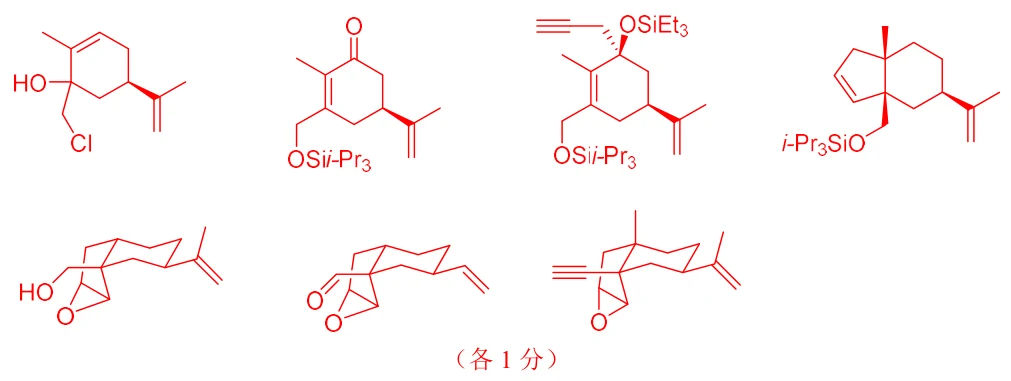 HO
Cl
O
OSii-Pr3
OSiEt3
OSii-Pr3
i-Pr3SiO
HO
O
O
O
O
(各1分)